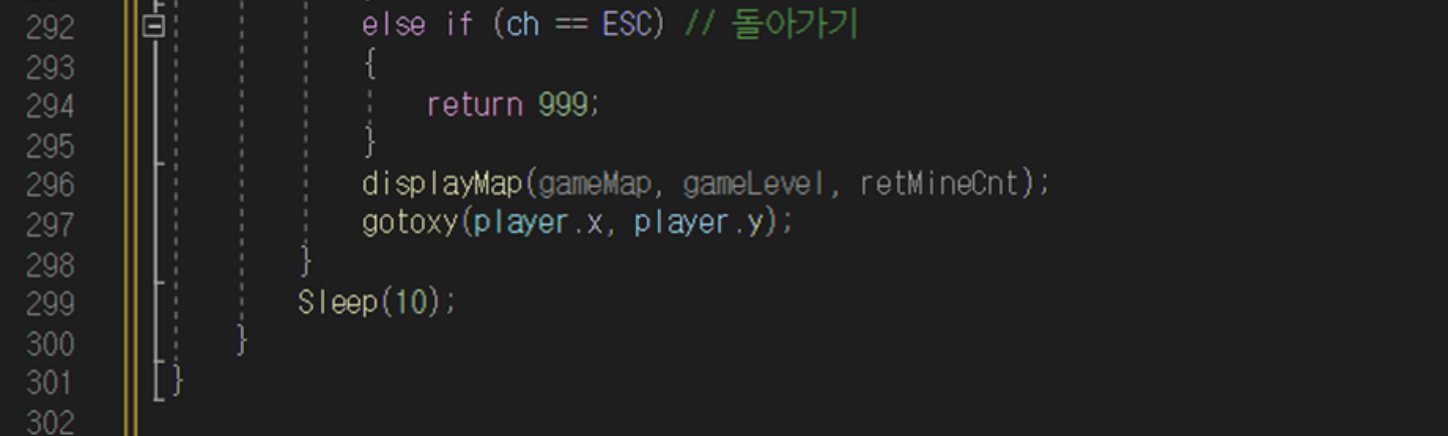 292 else if (ch == ESC) // 돌아가기
293 {
294 return 999;
295 }
296 displayMap(gameMap, gameLevel, retMineCnt);
297 gotoxy(player.x, player.y);
298 }
299 Sleep(10);
300 }
301 }
302